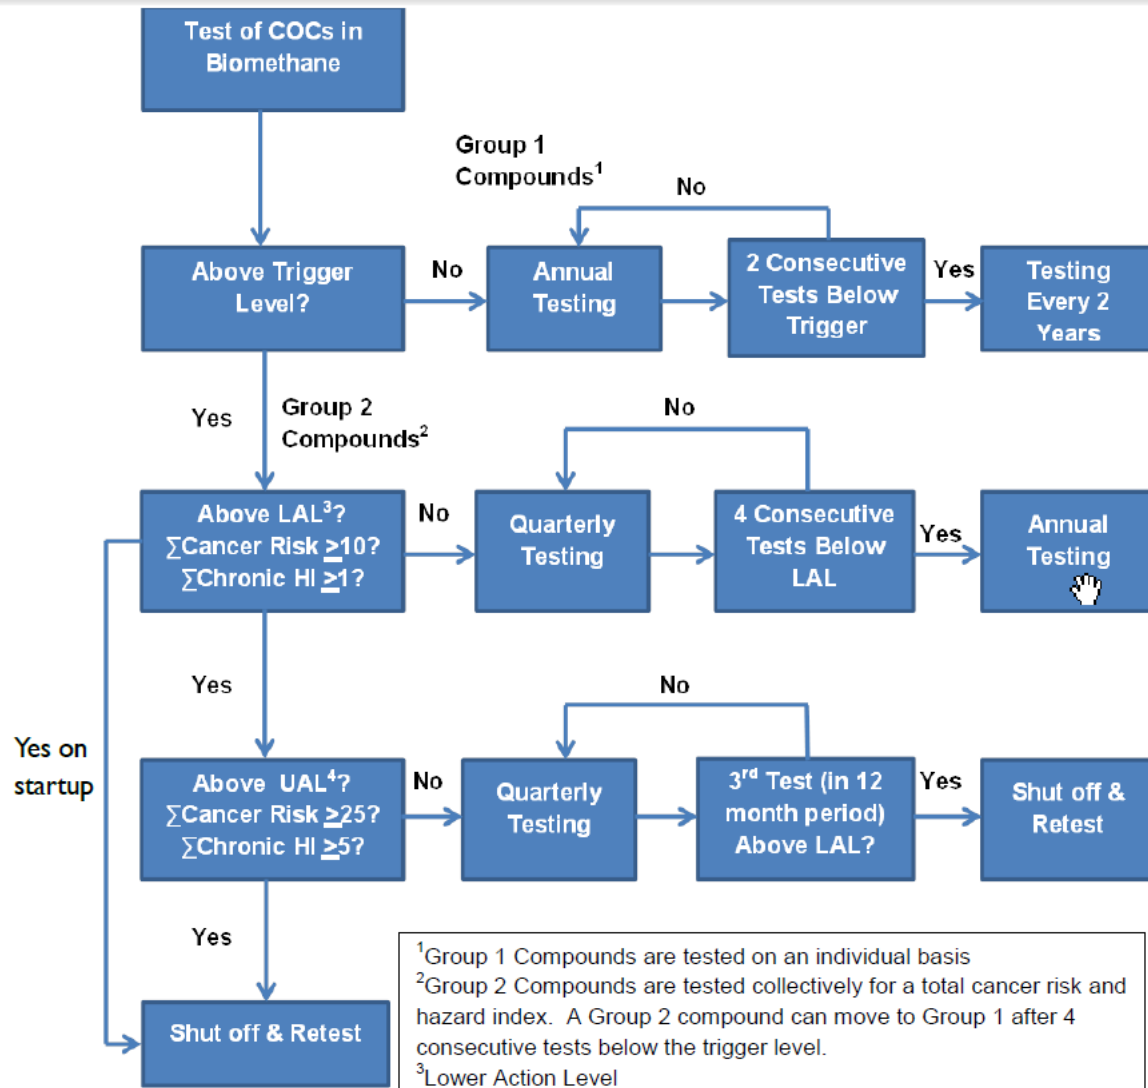 Test of COCs in
Biomethane
Group 1
Compounds¹
No
Above Trigger
Level?
No
Annual
Testing
2 Consecutive
Tests Below
Trigger
Yes
Testing
Every 2
Years
Yes
Group 2
Compounds²
No
Above LAL³?
∑Cancer Risk ≥10?
∑Chronic HI ≥1?
No
Quarterly
Testing
4 Consecutive
Tests Below
LAL
Yes
Annual
Testing
Yes
No
Yes on
startup
Above UAL⁴?
∑Cancer Risk ≥25?
∑Chronic HI ≥5?
No
Quarterly
Testing
3rd Test (in 12
month period)
Above LAL?
Yes
Shut off &
Retest
Yes
Shut off & Retest
¹Group 1 Compounds are tested on an individual basis
²Group 2 Compounds are tested collectively for a total cancer risk and
hazard index. A Group 2 compound can move to Group 1 after 4
consecutive tests below the trigger level.
³Lower Action Level